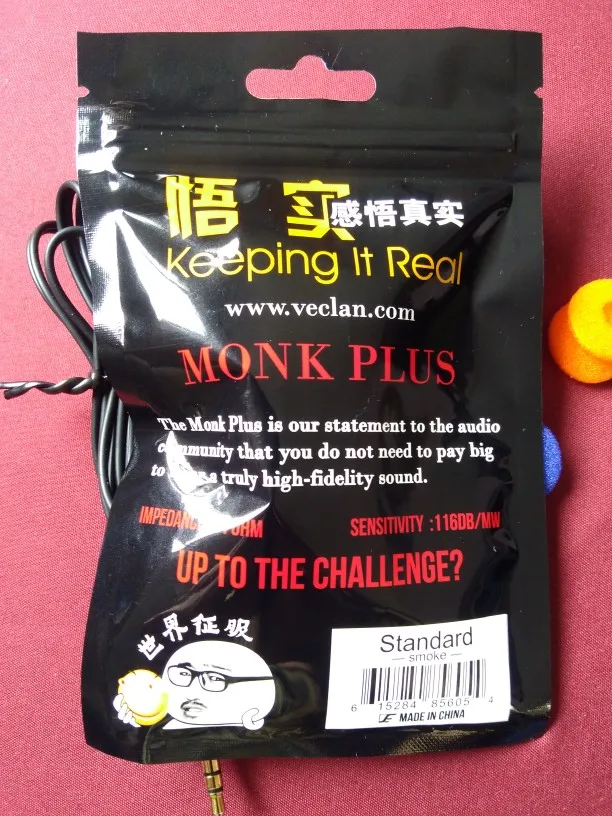 悟 实 感悟真实
Keeping It Real
www.veclan.com
MONK PLUS
The Monk Plus is our statement to the audio
community that you do not need to pay big
to a truly high-fidelity sound.
IMPEDANCE OHM SENSITIVITY :116DB/MW
UP TO THE CHALLENGE?
世界征服
Standard
— smoke —
6 15284 85605 4
VE MADE IN CHINA